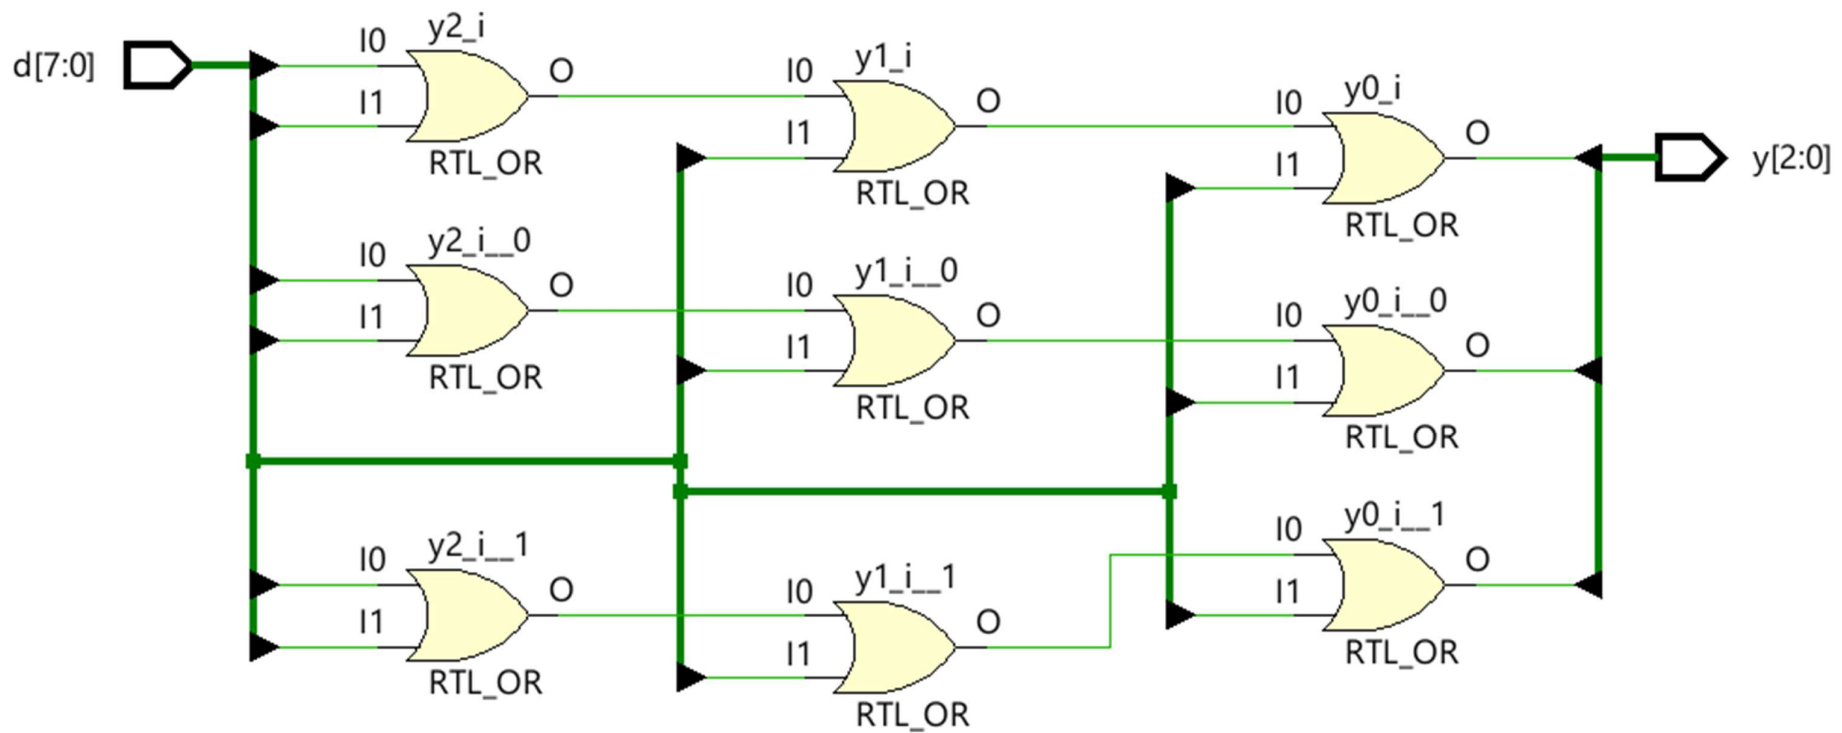 d[7:0]
I0
I1
y2_i
O
RTL_OR
I0
I1
y1_i
O
RTL_OR
I0
I1
y0_i
O
RTL_OR
y[2:0]
I0
I1
y2_i__0
O
RTL_OR
I0
I1
y1_i__0
O
RTL_OR
I0
I1
y0_i__0
O
RTL_OR
I0
I1
y2_i__1
O
RTL_OR
I0
I1
y1_i__1
O
RTL_OR
I0
I1
y0_i__1
O
RTL_OR